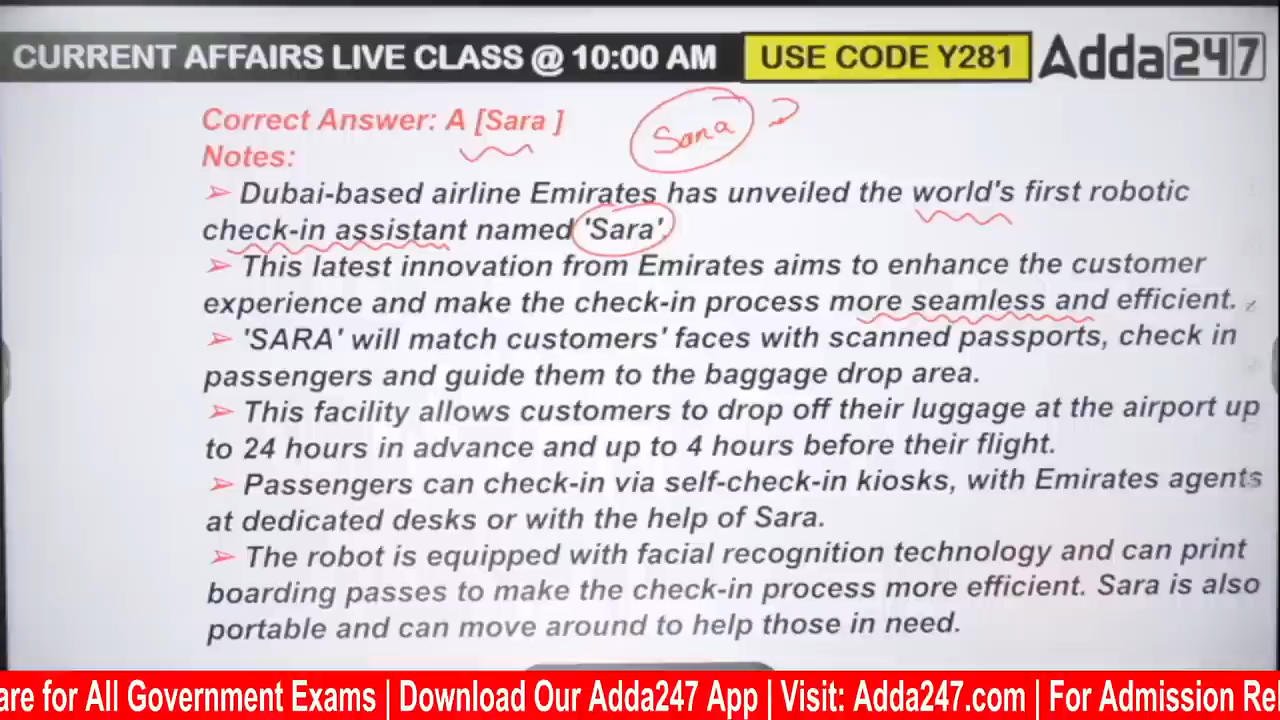 CURRENT AFFAIRS LIVE CLASS @ 10:00 AM
USE CODE Y281
Adda247
Correct Answer: A [Sara ]
Sara
Notes:
➢ Dubai-based airline Emirates has unveiled the world's first robotic
check-in assistant named 'Sara'.
➢ This latest innovation from Emirates aims to enhance the customer
experience and make the check-in process more seamless and efficient.
➢ 'SARA' will match customers' faces with scanned passports, check in
passengers and guide them to the baggage drop area.
➢ This facility allows customers to drop off their luggage at the airport up
to 24 hours in advance and up to 4 hours before their flight.
➢ Passengers can check-in via self-check-in kiosks, with Emirates agents
at dedicated desks or with the help of Sara.
➢ The robot is equipped with facial recognition technology and can print
boarding passes to make the check-in process more efficient. Sara is also
portable and can move around to help those in need.
are for All Government Exams | Download Our Adda247 App | Visit: Adda247.com | For Admission Rel